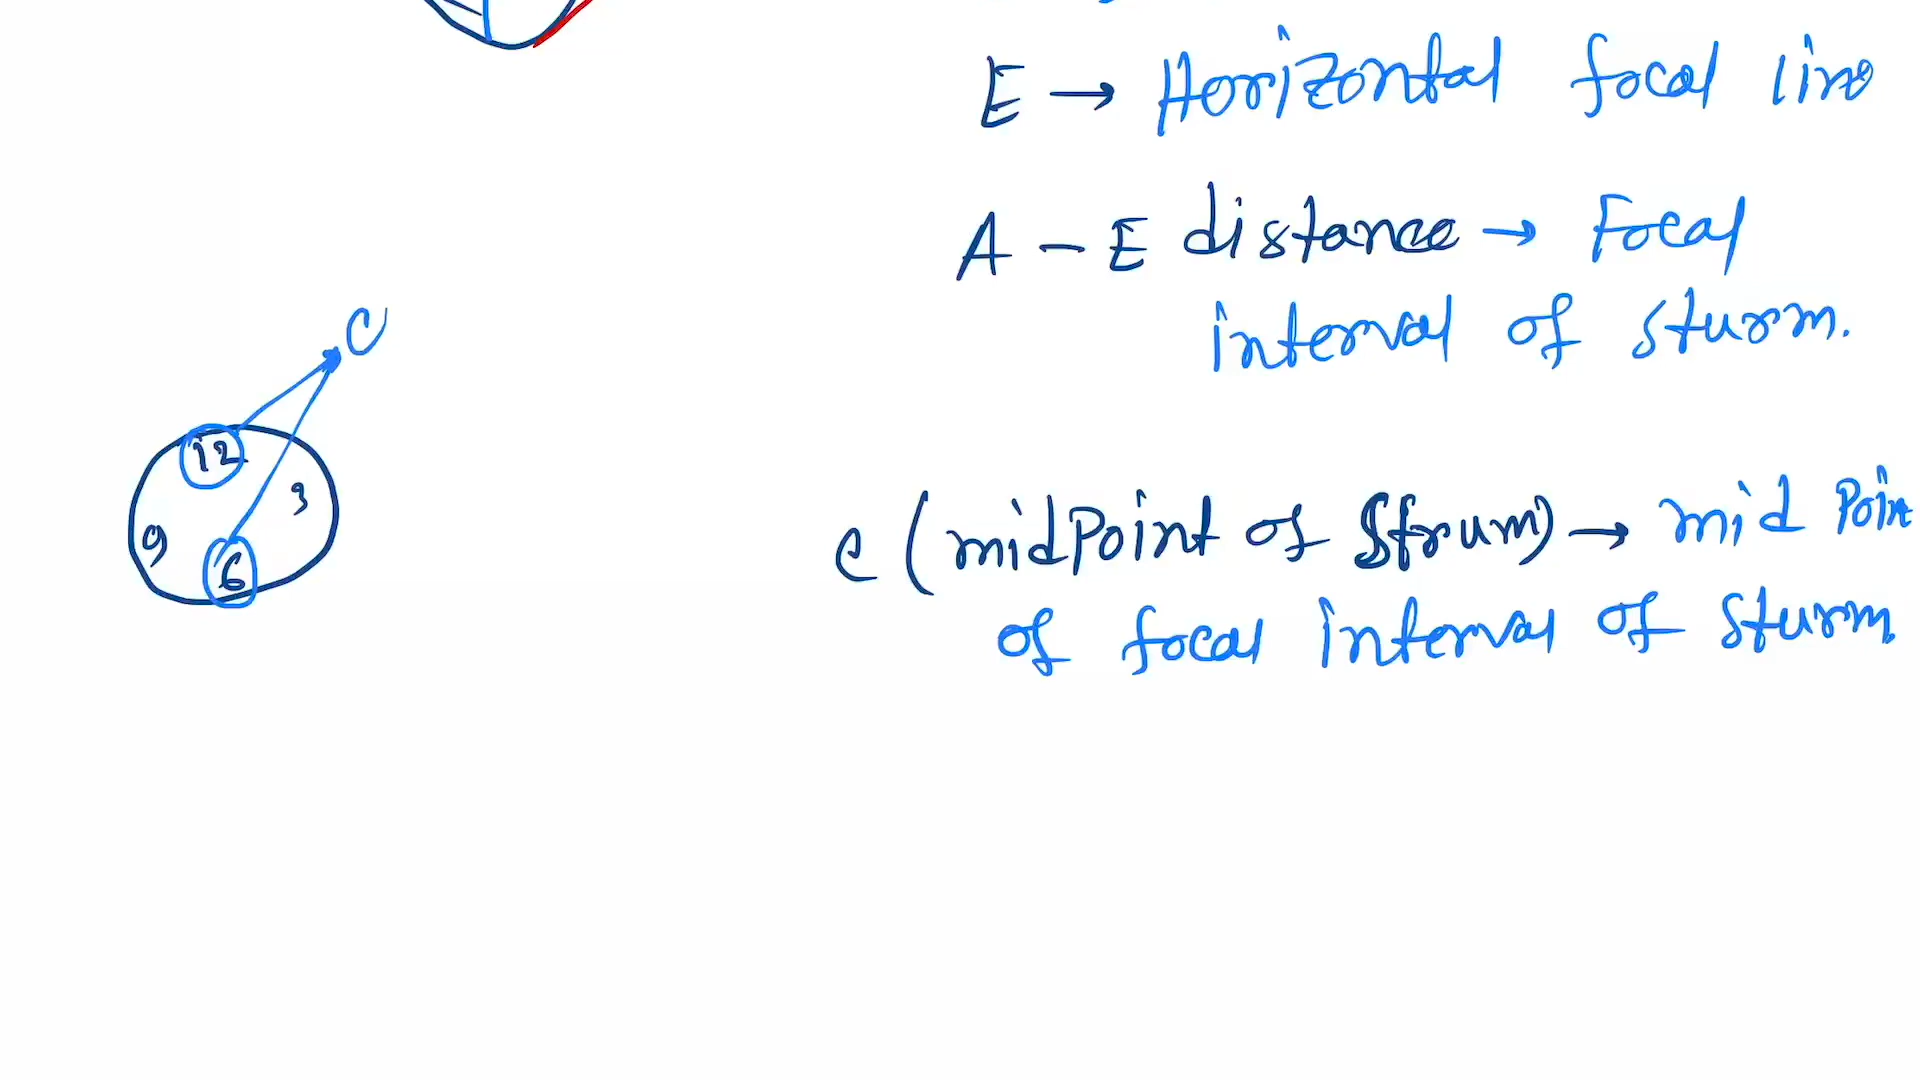 E → Horizontal focal line
A - E distance → Focal
interval of sturm.
C
12
3
9
6
c (midPoint of Strum) → mid Point
of focal interval of sturm